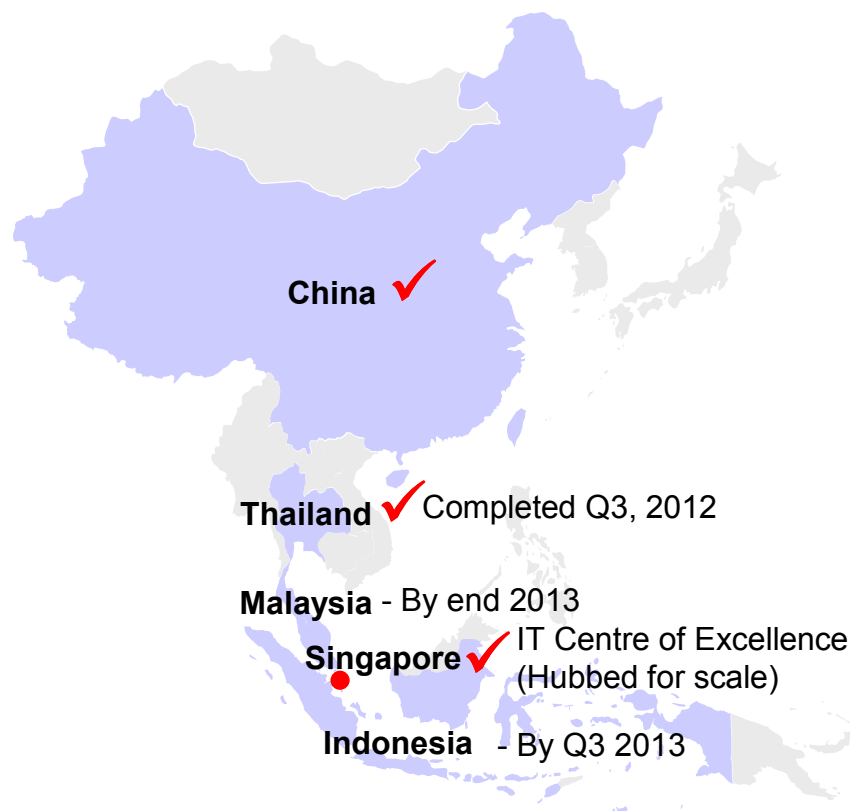 China
Thailand Completed Q3, 2012
Malaysia - By end 2013
Singapore IT Centre of Excellence
(Hubbed for scale)
Indonesia - By Q3 2013